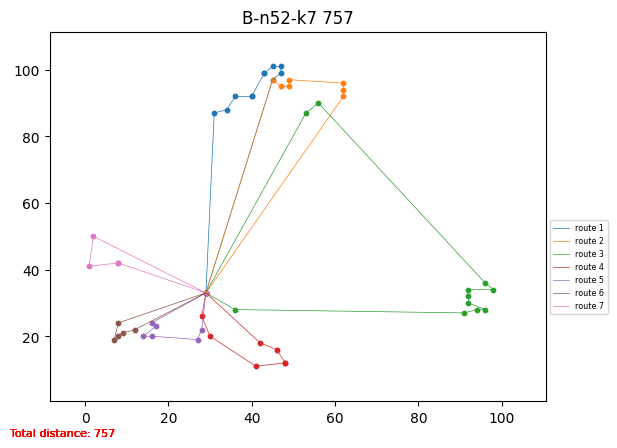 B-n52-k7 757
100
80
60
40
20
0 20 40 60 80 100
route 1
route 2
route 3
route 4
route 5
route 6
route 7
Total distance: 757